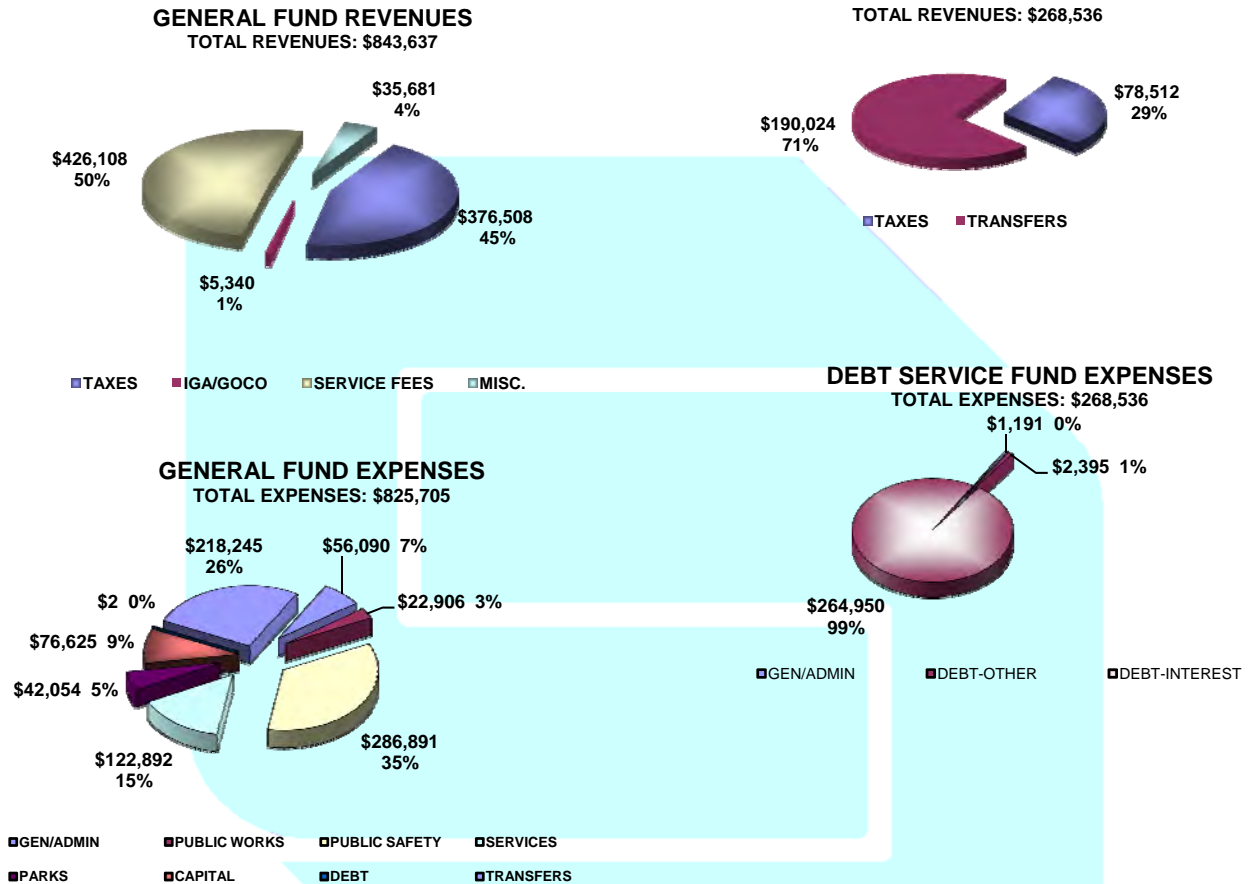 GENERAL FUND REVENUES
TOTAL REVENUES: $843,637
$35,681
4%
$426,108
50%
$376,508
45%
$5,340
1%
TAXES IGA/GOCO SERVICE FEES MISC.
TOTAL REVENUES: $268,536
$78,512
29%
$190,024
71%
TAXES TRANSFERS
GENERAL FUND EXPENSES
TOTAL EXPENSES: $825,705
$218,245
26%
$56,090 7%
$2 0%
$22,906 3%
$76,625 9%
$42,054 5%
$286,891
35%
$122,892
15%
GEN/ADMIN PUBLIC WORKS PUBLIC SAFETY SERVICES
PARKS CAPITAL DEBT TRANSFERS
DEBT SERVICE FUND EXPENSES
TOTAL EXPENSES: $268,536
$1,191 0%
$2,395 1%
$264,950
99%
GEN/ADMIN DEBT-OTHER DEBT-INTEREST